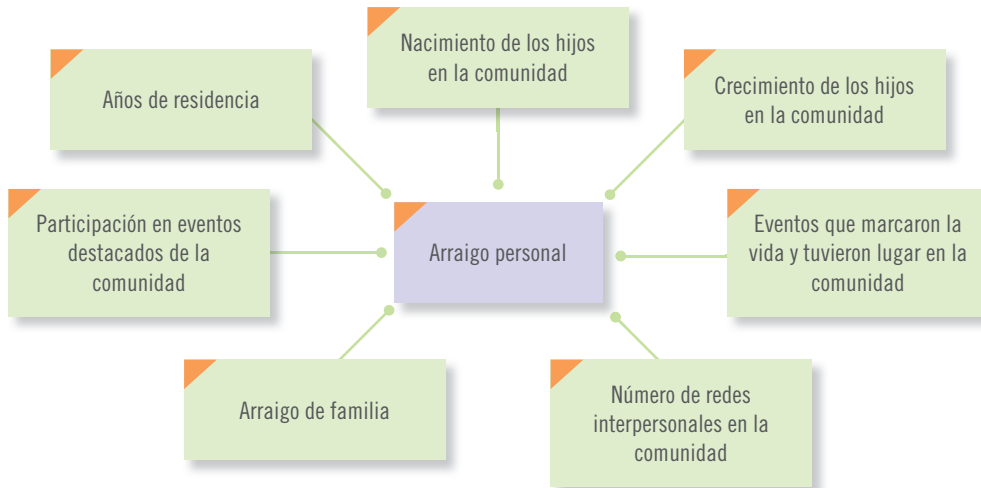 Nacimiento de los hijos
en la comunidad
Años de residencia
Crecimiento de los hijos
en la comunidad
Participación en eventos
destacados de la
comunidad
Arraigo personal
Eventos que marcaron la
vida y tuvieron lugar en la
comunidad
Arraigo de familia
Número de redes
interpersonales en la
comunidad